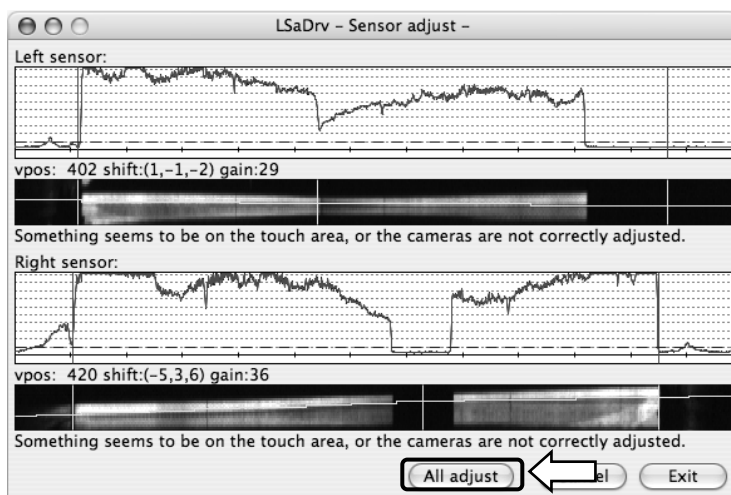 LSaDrv – Sensor adjust –
Left sensor:
vpos: 402 shift:(1,–1,–2) gain:29
Something seems to be on the touch area, or the cameras are not correctly adjusted.
Right sensor:
vpos: 420 shift:(–5,3,6) gain:36
Something seems to be on the touch area, or the cameras are not correctly adjusted.
All adjust Exit